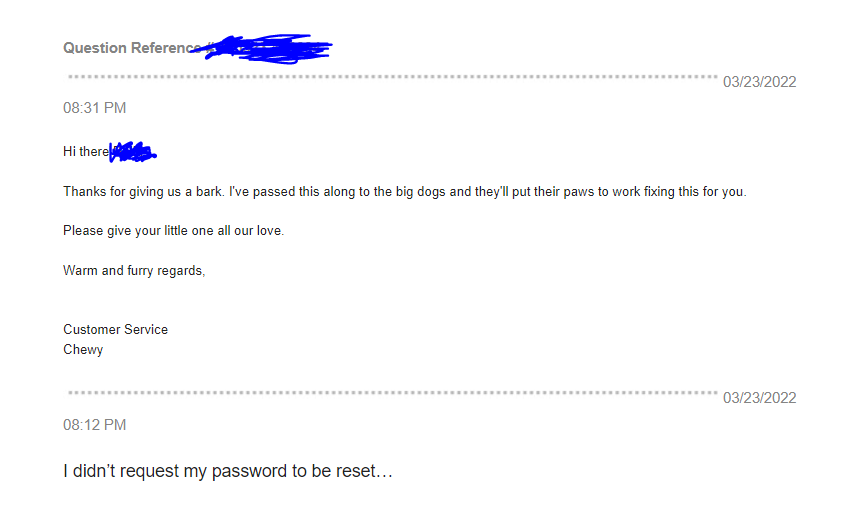 Question Reference
03/23/2022
08:31 PM
Hi there
Thanks for giving us a bark. I've passed this along to the big dogs and they'll put their paws to work fixing this for you.
Please give your little one all our love.
Warm and furry regards,
Customer Service
Chewy
03/23/2022
08:12 PM
I didn’t request my password to be reset…